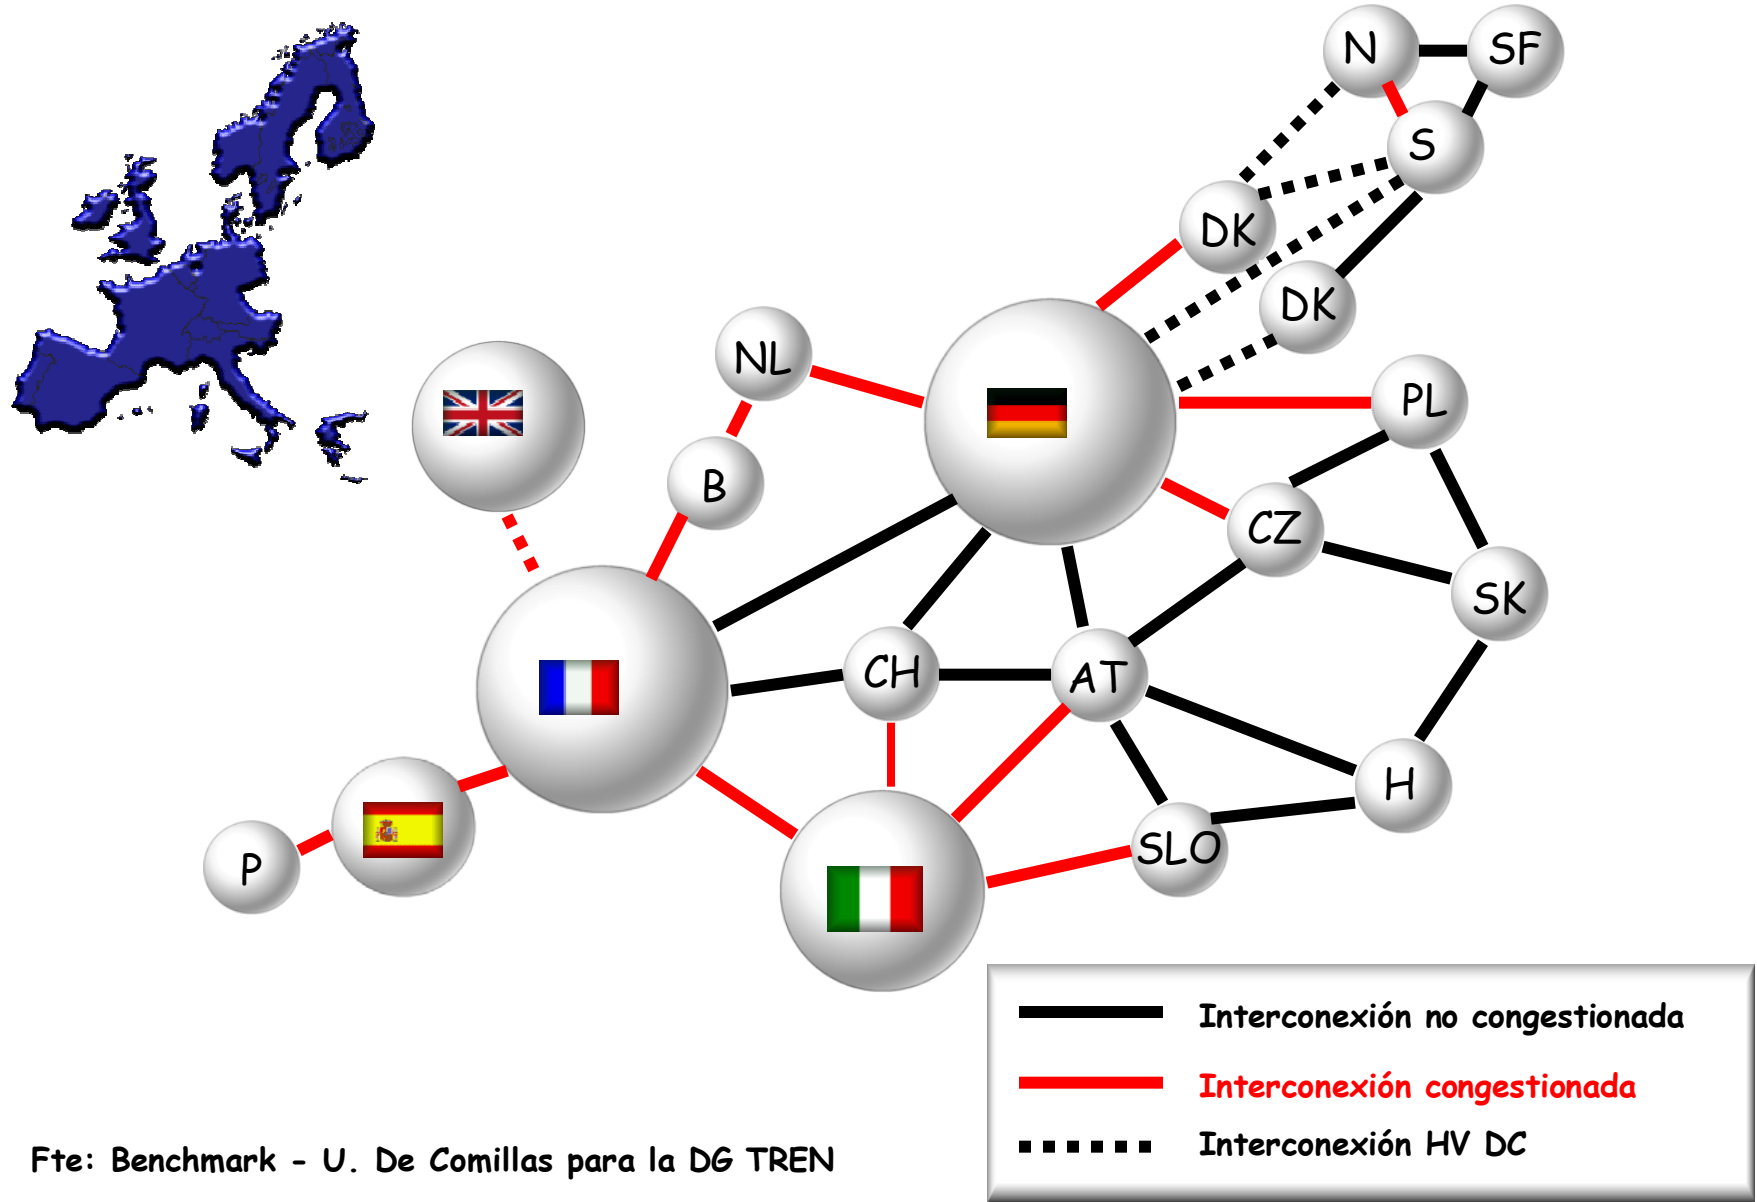 N
SF
S
DK
DK
NL
PL
B
CZ
SK
CH
AT
H
SLO
P
Interconexión no congestionada
Interconexión congestionada
Interconexión HV DC
Fte: Benchmark - U. De Comillas para la DG TREN